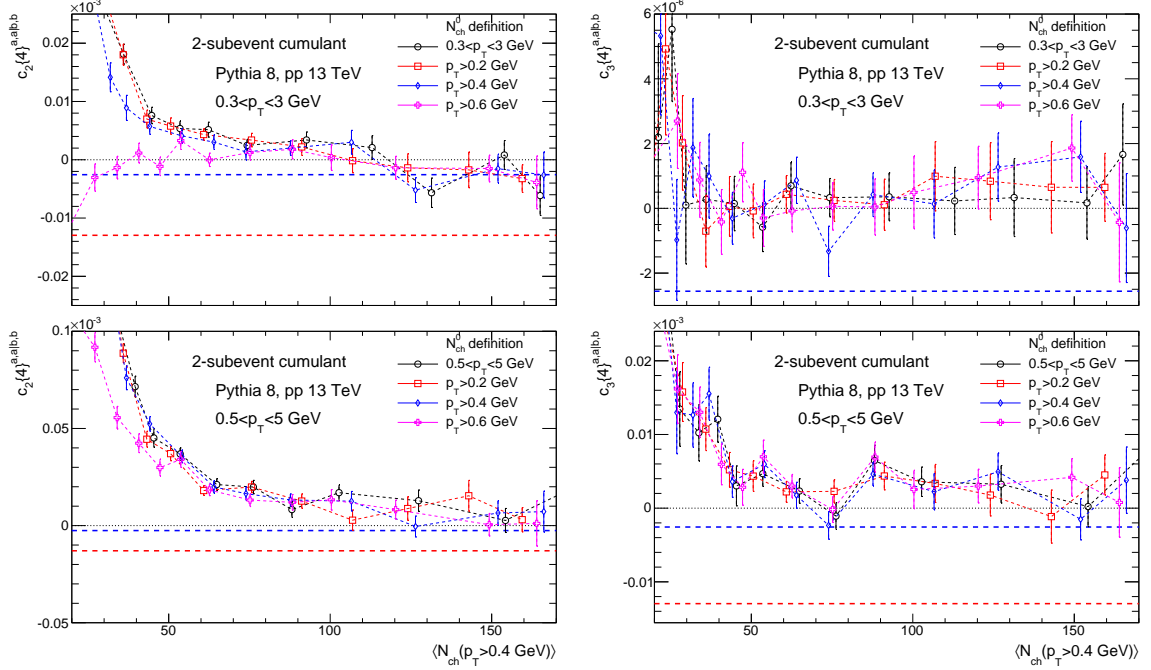 c₂{4}^{a,a|b,b}
×10⁻³
0.02
0.01
0
-0.01
-0.02
2-subevent cumulant
Pythia 8, pp 13 TeV
0.3<p_T<3 GeV
N_ch^0 definition
0.3<p_T<3 GeV
p_T>0.2 GeV
p_T>0.4 GeV
p_T>0.6 GeV
c₃{4}^{a,a|b,b}
×10⁻⁶
6
4
2
0
-2
2-subevent cumulant
Pythia 8, pp 13 TeV
0.3<p_T<3 GeV
N_ch^0 definition
0.3<p_T<3 GeV
p_T>0.2 GeV
p_T>0.4 GeV
p_T>0.6 GeV
c₂{4}^{a,a|b,b}
×10⁻³
0.1
0.05
0
-0.05
2-subevent cumulant
Pythia 8, pp 13 TeV
0.5<p_T<5 GeV
N_ch^0 definition
0.5<p_T<5 GeV
p_T>0.2 GeV
p_T>0.4 GeV
p_T>0.6 GeV
50 100 150
⟨N_ch(p_T>0.4 GeV)⟩
c₃{4}^{a,a|b,b}
×10⁻³
0.02
0.01
0
-0.01
2-subevent cumulant
Pythia 8, pp 13 TeV
0.5<p_T<5 GeV
N_ch^0 definition
0.5<p_T<5 GeV
p_T>0.2 GeV
p_T>0.4 GeV
p_T>0.6 GeV
50 100 150
⟨N_ch(p_T>0.4 GeV)⟩